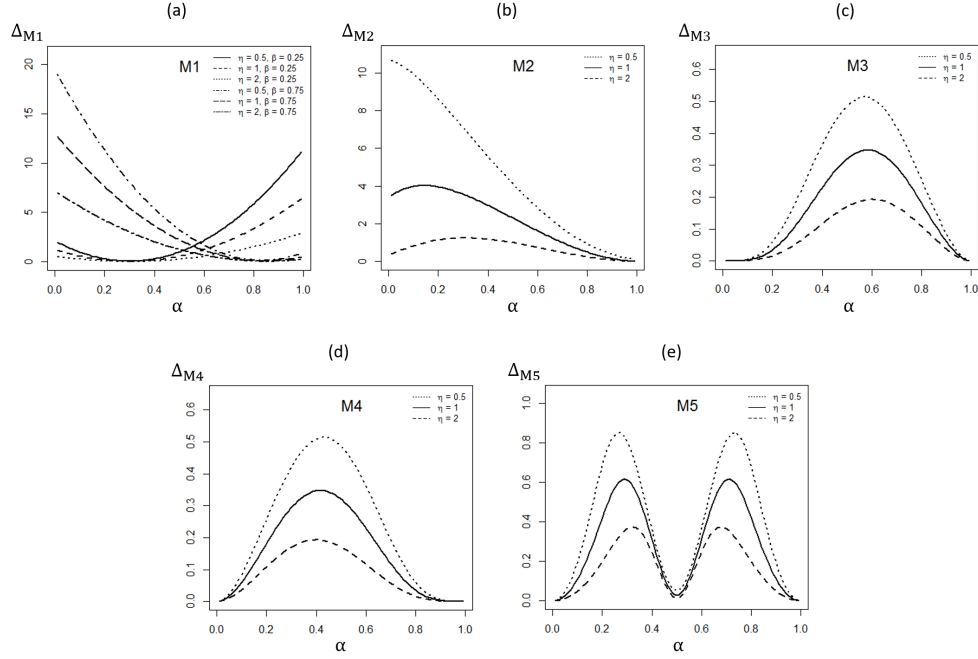 (a)
Δ_M1
M1
η = 0.5, β = 0.25
η = 1, β = 0.25
η = 2, β = 0.25
η = 0.5, β = 0.75
η = 1, β = 0.75
η = 2, β = 0.75
20
15
10
5
0
0.0 0.2 0.4 0.6 0.8 1.0
α
(b)
Δ_M2
M2
η = 0.5
η = 1
η = 2
10
8
6
4
2
0
0.0 0.2 0.4 0.6 0.8 1.0
α
(c)
Δ_M3
M3
η = 0.5
η = 1
η = 2
0.6
0.5
0.4
0.3
0.2
0.1
0.0
0.0 0.2 0.4 0.6 0.8 1.0
α
(d)
Δ_M4
M4
η = 0.5
η = 1
η = 2
0.6
0.5
0.4
0.3
0.2
0.1
0.0
0.0 0.2 0.4 0.6 0.8 1.0
α
(e)
Δ_M5
M5
η = 0.5
η = 1
η = 2
1.0
0.8
0.6
0.4
0.2
0.0
0.0 0.2 0.4 0.6 0.8 1.0
α